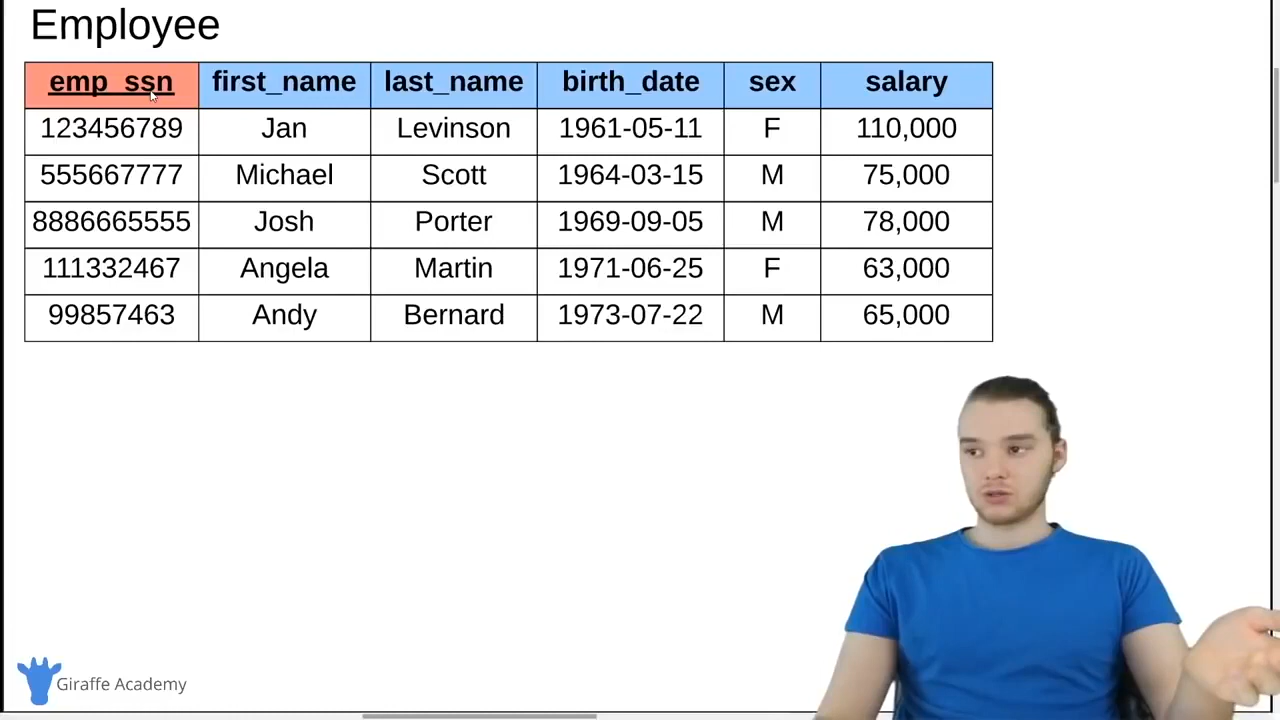 Employee
emp_ssn first_name last_name birth_date sex salary
123456789 Jan Levinson 1961-05-11 F 110,000
555667777 Michael Scott 1964-03-15 M 75,000
8886665555 Josh Porter 1969-09-05 M 78,000
111332467 Angela Martin 1971-06-25 F 63,000
99857463 Andy Bernard 1973-07-22 M 65,000
Giraffe Academy